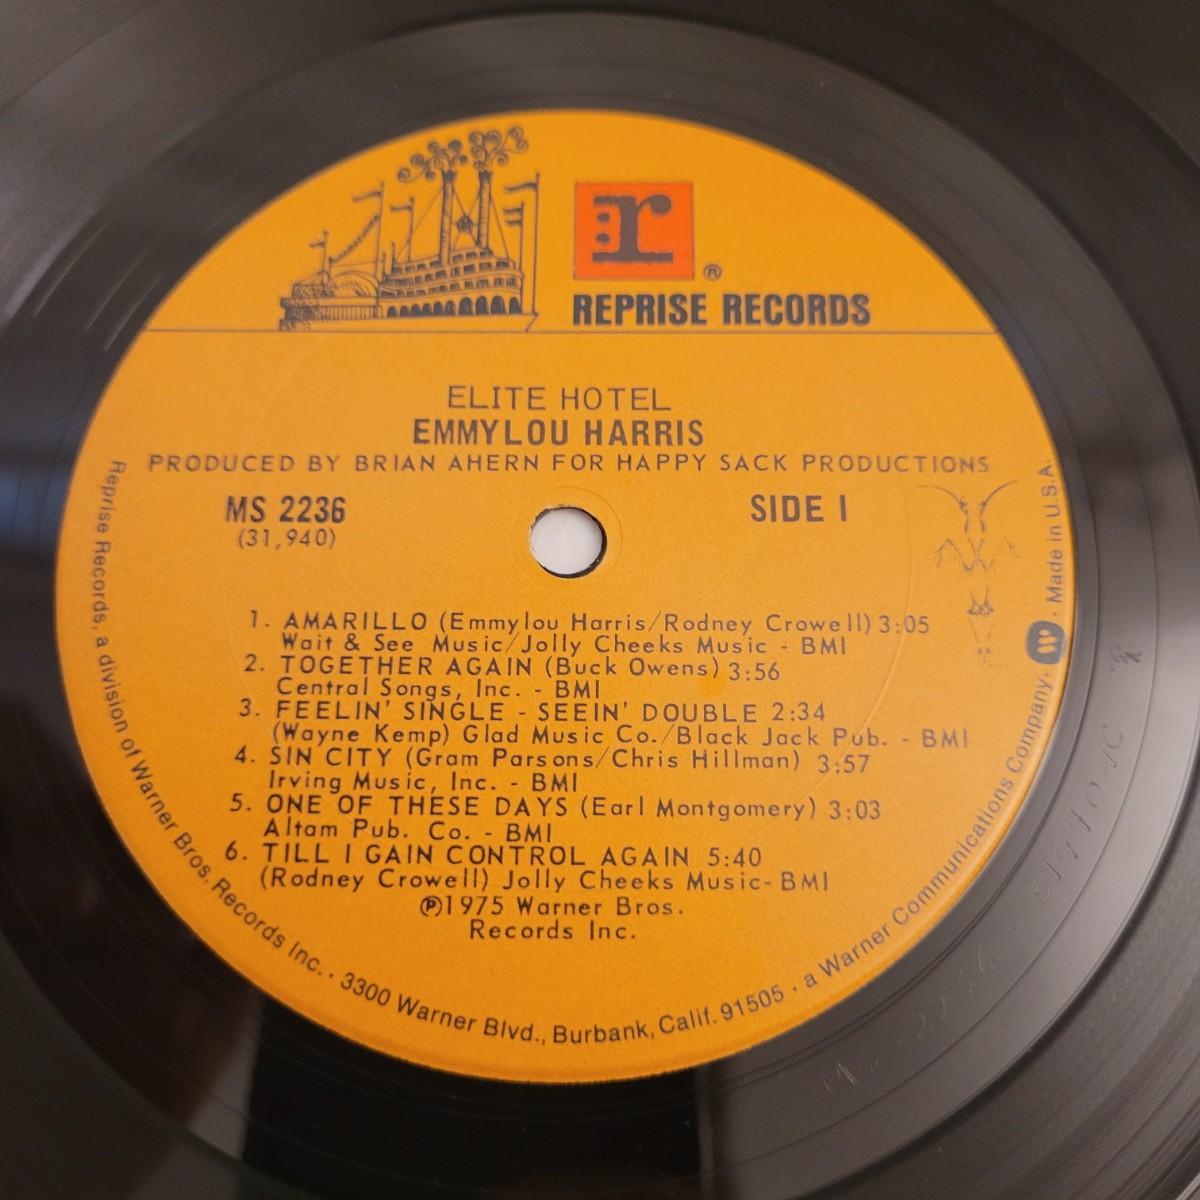 r
®
REPRISE RECORDS
ELITE HOTEL
EMMYLOU HARRIS
PRODUCED BY BRIAN AHERN FOR HAPPY SACK PRODUCTIONS
MS 2236
(31,940)
SIDE I
1. AMARILLO (Emmylou Harris/Rodney Crowell) 3:05
Wait & See Music/Jolly Cheeks Music - BMI
2. TOGETHER AGAIN (Buck Owens) 3:56
Central Songs, Inc. - BMI
3. FEELIN' SINGLE - SEEIN' DOUBLE 2:34
(Wayne Kemp) Glad Music Co./Black Jack Pub. - BMI
4. SIN CITY (Gram Parsons/Chris Hillman) 3:57
Irving Music, Inc. - BMI
5. ONE OF THESE DAYS (Earl Montgomery) 3:03
Altam Pub. Co. - BMI
6. TILL I GAIN CONTROL AGAIN 5:40
(Rodney Crowell) Jolly Cheeks Music-BMI
℗1975 Warner Bros.
Records Inc.
Reprise Records, a division of Warner Bros. Records Inc. · 3300 Warner Blvd., Burbank, Calif. 91505 · a Warner Communications Company. W · Made in U.S.A.